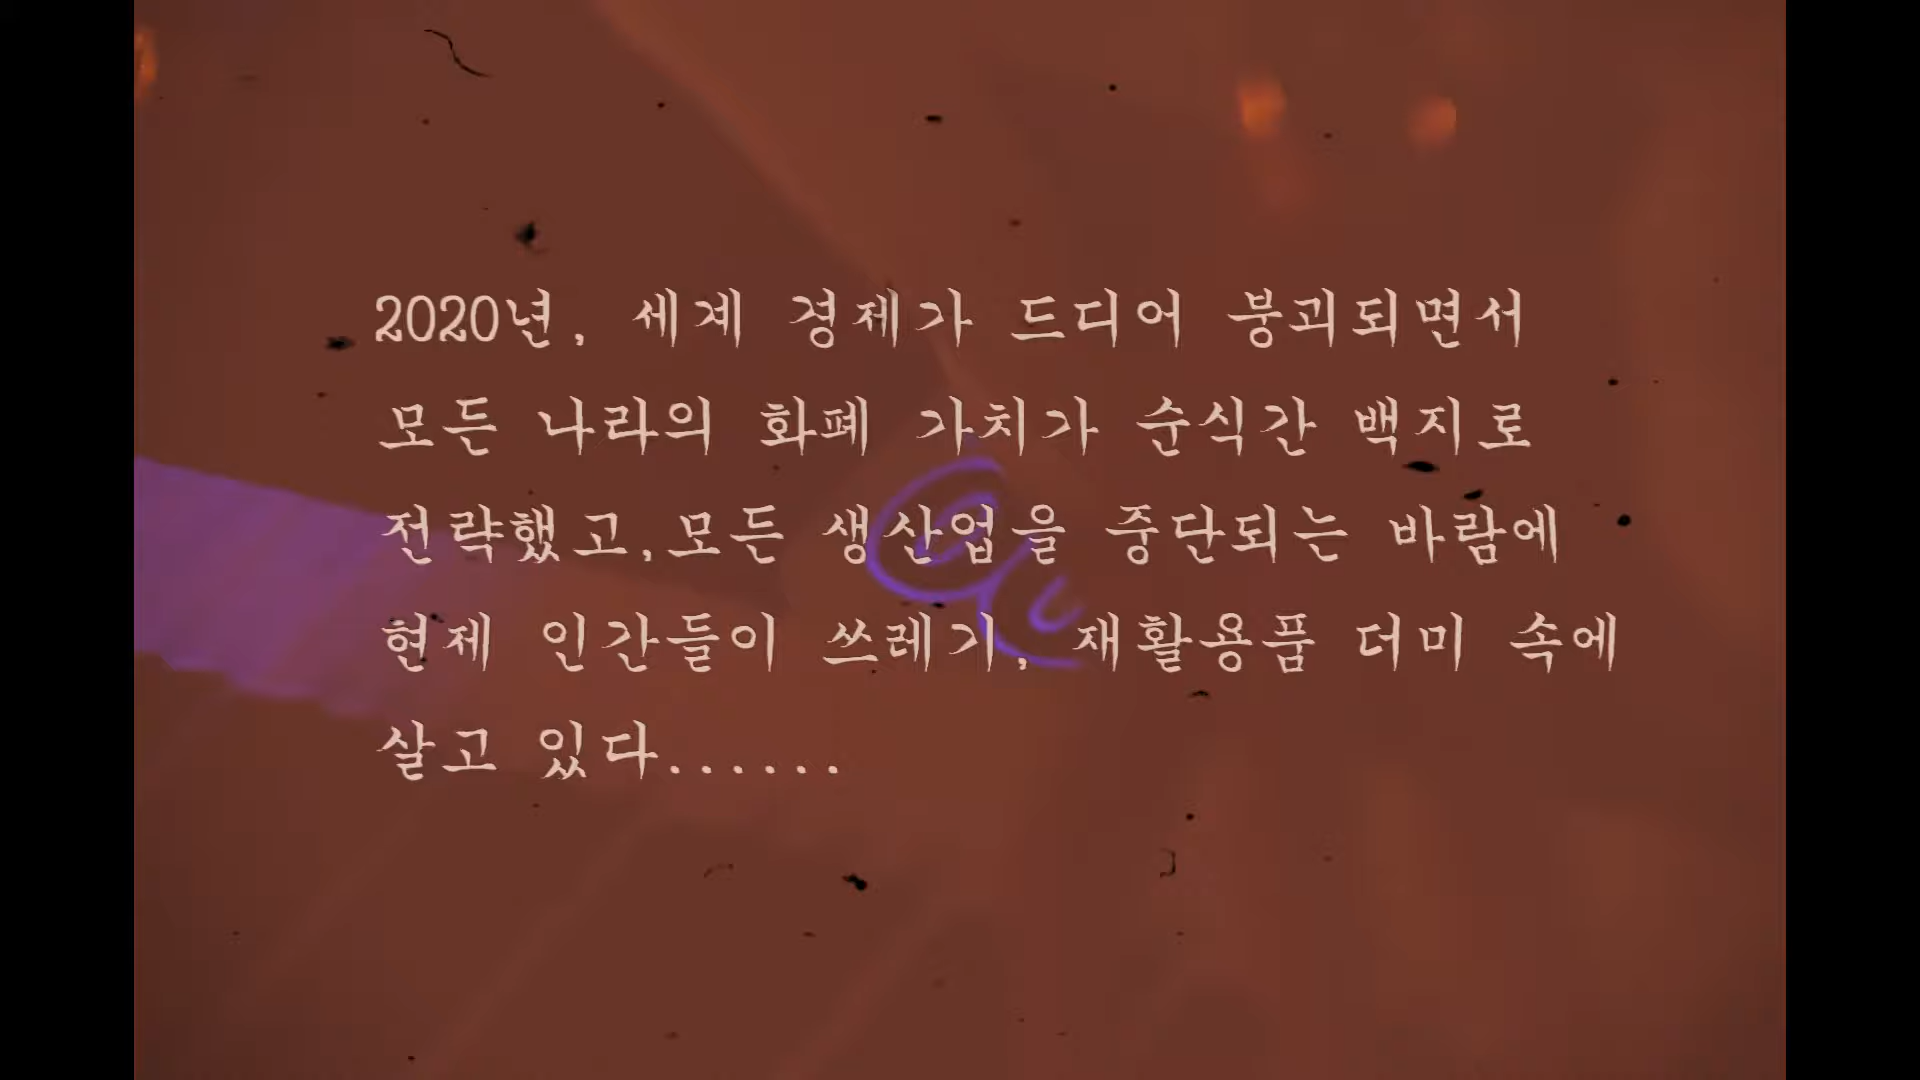 2020년, 세계 경제가 드디어 붕괴되면서
모든 나라의 화폐 가치가 순식간 백지로
전략했고,모든 생산업을 중단되는 바람에
현제 인간들이 쓰레기, 재활용품 더미 속에
살고 있다......